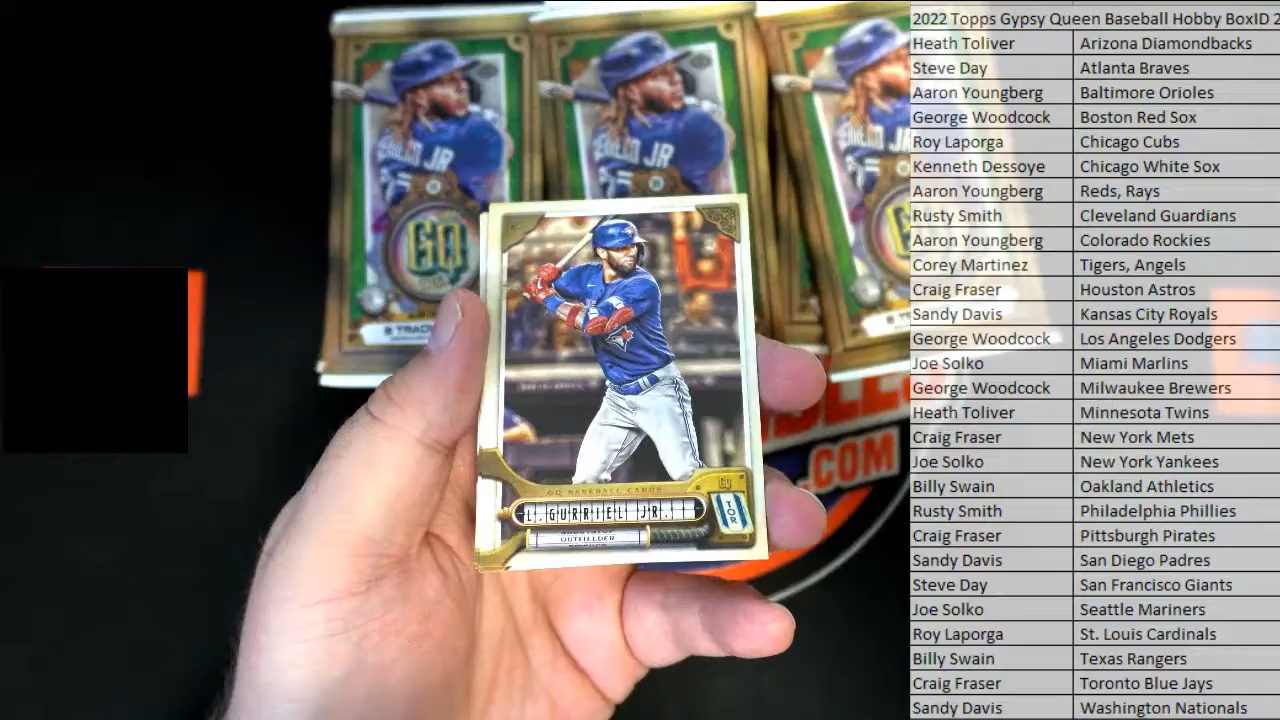 2022 Topps Gypsy Queen Baseball Hobby BoxID 2
Heath Toliver Arizona Diamondbacks
Steve Day Atlanta Braves
Aaron Youngberg Baltimore Orioles
George Woodcock Boston Red Sox
Roy Laporga Chicago Cubs
Kenneth Dessoye Chicago White Sox
Aaron Youngberg Reds, Rays
Rusty Smith Cleveland Guardians
Aaron Youngberg Colorado Rockies
Corey Martinez Tigers, Angels
Craig Fraser Houston Astros
Sandy Davis Kansas City Royals
George Woodcock Los Angeles Dodgers
Joe Solko Miami Marlins
George Woodcock Milwaukee Brewers
Heath Toliver Minnesota Twins
Craig Fraser New York Mets
Joe Solko New York Yankees
Billy Swain Oakland Athletics
Rusty Smith Philadelphia Phillies
Craig Fraser Pittsburgh Pirates
Sandy Davis San Diego Padres
Steve Day San Francisco Giants
Joe Solko Seattle Mariners
Roy Laporga St. Louis Cardinals
Billy Swain Texas Rangers
Craig Fraser Toronto Blue Jays
Sandy Davis Washington Nationals
JR
JR
GQ
GQ
GQ BASEBALL CARDS
L. GURRIEL JR.
OUTFIELDER
TOR
.COM